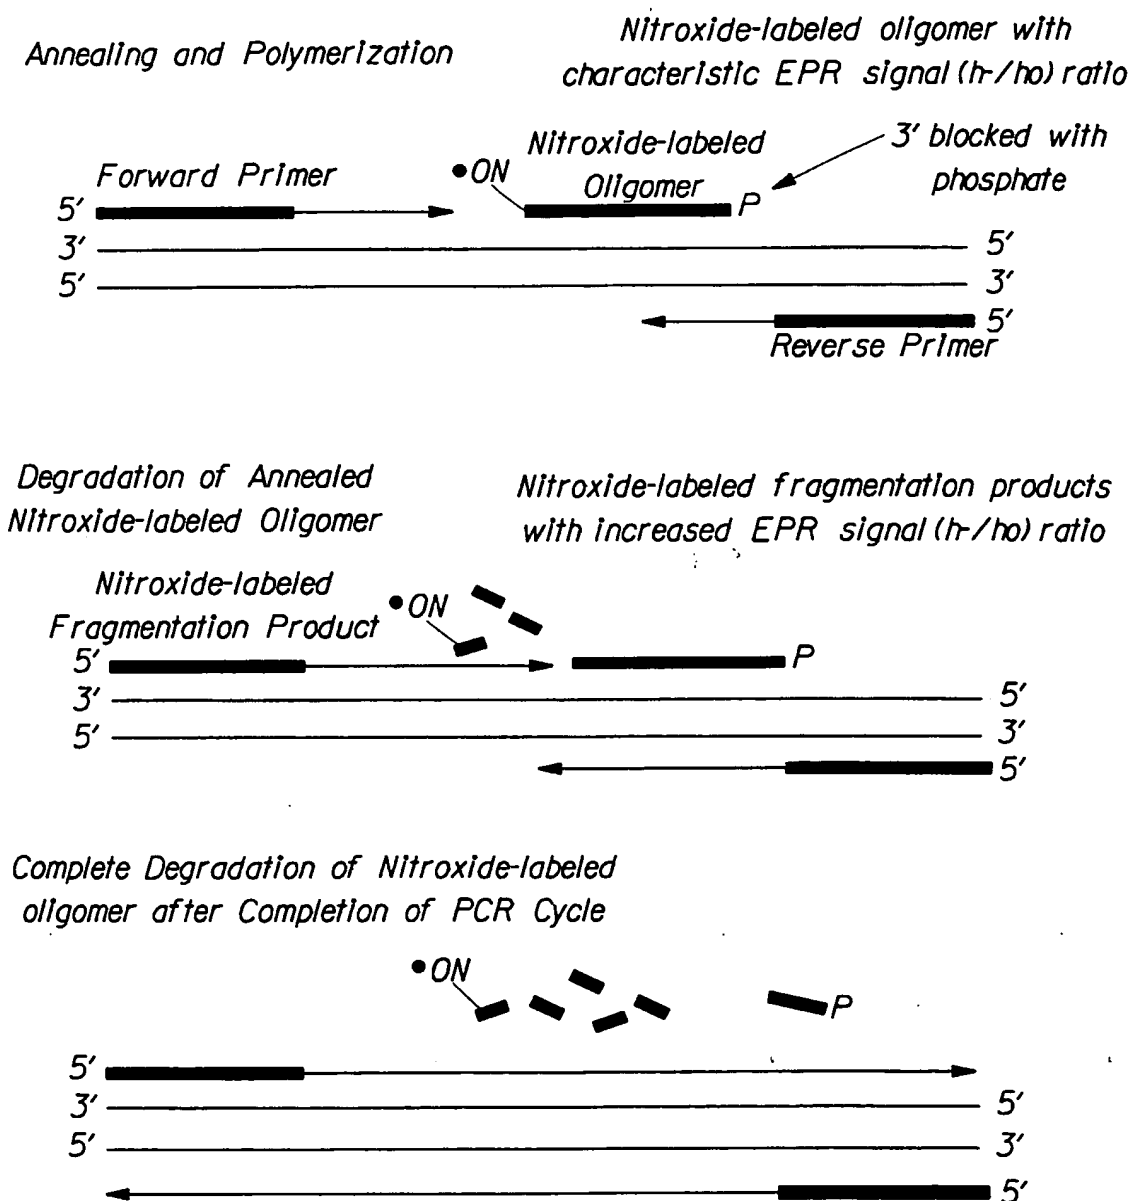 Annealing and Polymerization
Nitroxide-labeled oligomer with
characteristic EPR signal (h-/ho) ratio
Forward Primer
•ON
Nitroxide-labeled
Oligomer
P
3' blocked with
phosphate
5'
3' 5'
5' 3'
5'
Reverse Primer
Degradation of Annealed
Nitroxide-labeled Oligomer
Nitroxide-labeled fragmentation products
with increased EPR signal (h-/ho) ratio
Nitroxide-labeled
Fragmentation Product
•ON
5' P
3' 5'
5' 3'
5'
Complete Degradation of Nitroxide-labeled
oligomer after Completion of PCR Cycle
•ON
P
5'
3' 5'
5' 3'
5'